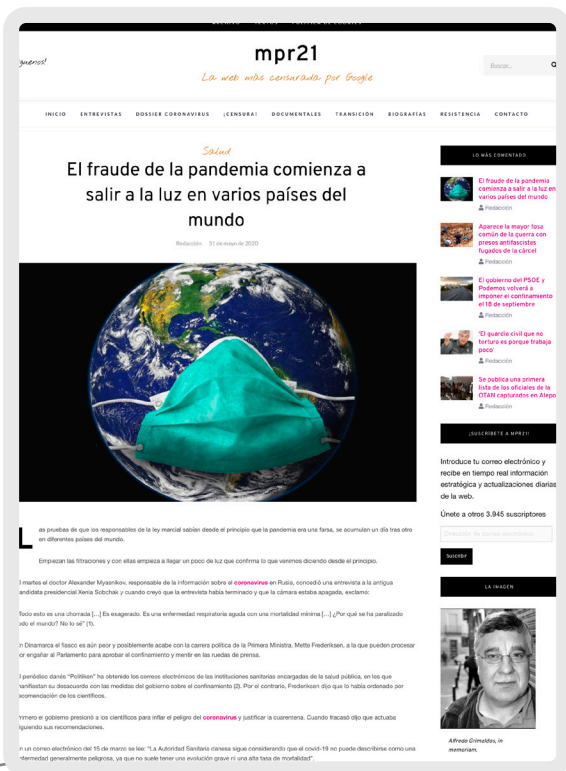 íguenos!
mpr21
La web más censurada por Google
Buscar...
INICIO ENTREVISTAS DOSSIER CORONAVIRUS ¡CENSURA! DOCUMENTALES TRANSICIÓN BIOGRAFÍAS RESISTENCIA CONTACTO
Salud
El fraude de la pandemia comienza a
salir a la luz en varios países del
mundo
Redacción 31 de mayo de 2020
L
as pruebas de que los responsables de la ley marcial sabían desde el principio que la pandemia era una farsa, se acumulan un día tras otro
en diferentes países del mundo.
Empiezan las filtraciones y con ellas empieza a llegar un poco de luz que confirma lo que venimos diciendo desde el principio.
l martes el doctor Alexander Myasnikov, responsable de la información sobre el coronavirus en Rusia, concedió una entrevista a la antigua
andidata presidencial Xenia Sobchak y cuando creyó que la entrevista había terminado y que la cámara estaba apagada, exclamó:
Todo esto es una chorrada [...] Es exagerado. Es una enfermedad respiratoria aguda con una mortalidad mínima [...] ¿Por qué se ha paralizado
odo el mundo? No lo sé" (1).
n Dinamarca el fiasco es aún peor y posiblemente acabe con la carrera política de la Primera Ministra, Mette Frederiksen, a la que pueden procesar
or engañar al Parlamento para aprobar el confinamiento y mentir en las ruedas de prensa.
l periódico danés "Politiken" ha obtenido los correos electrónicos de las instituciones sanitarias encargadas de la salud pública, en los que
manifiestan su desacuerdo con las medidas del gobierno sobre el confinamiento (2). Por el contrario, Frederiksen dijo que lo había ordenado por
ecomendación de los científicos.
rimero el gobierno presionó a los científicos para inflar el peligro del coronavirus y justificar la cuarentena. Cuando fracasó dijo que actuaba
iguiendo sus recomendaciones.
n un correo electrónico del 15 de marzo se lee: "La Autoridad Sanitaria danesa sigue considerando que el covid-19 no puede describirse como una
nfermedad generalmente peligrosa, ya que no suele tener una evolución grave ni una alta tasa de mortalidad".
LO MÁS COMENTADO
El fraude de la pandemia
comienza a salir a la luz en
varios países del mundo
Redacción
Aparece la mayor fosa
común de la guerra con
presos antifascistas
fugados de la cárcel
Redacción
El gobierno del PSOE y
Podemos volverá a
imponer el confinamiento
el 18 de septiembre
Redacción
'El guardia civil que no
tortura es porque trabaja
poco'
Redacción
Se publica una primera
lista de los oficiales de la
OTAN capturados en Alepo
Redacción
¡SUSCRÍBETE A MPR21!
Introduce tu correo electrónico y
recibe en tiempo real información
estratégica y actualizaciones diarias
de la web.
Únete a otros 3.945 suscriptores
Dirección de correo electrónico
Suscribir
LA IMAGEN
Alfredo Grimaldos, in
memoriam.